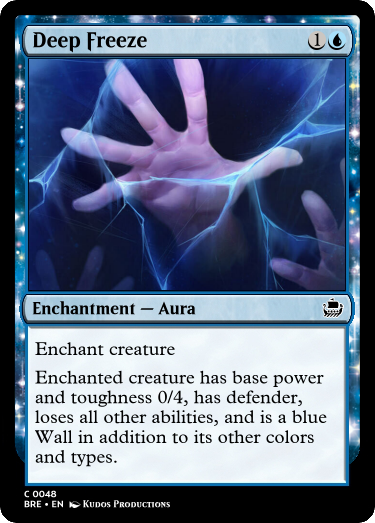 Deep Freeze 1
Enchantment — Aura
Enchant creature
Enchanted creature has base power
and toughness 0/4, has defender,
loses all other abilities, and is a blue
Wall in addition to its other colors
and types.
C 0048
BRE • EN Kudos Productions